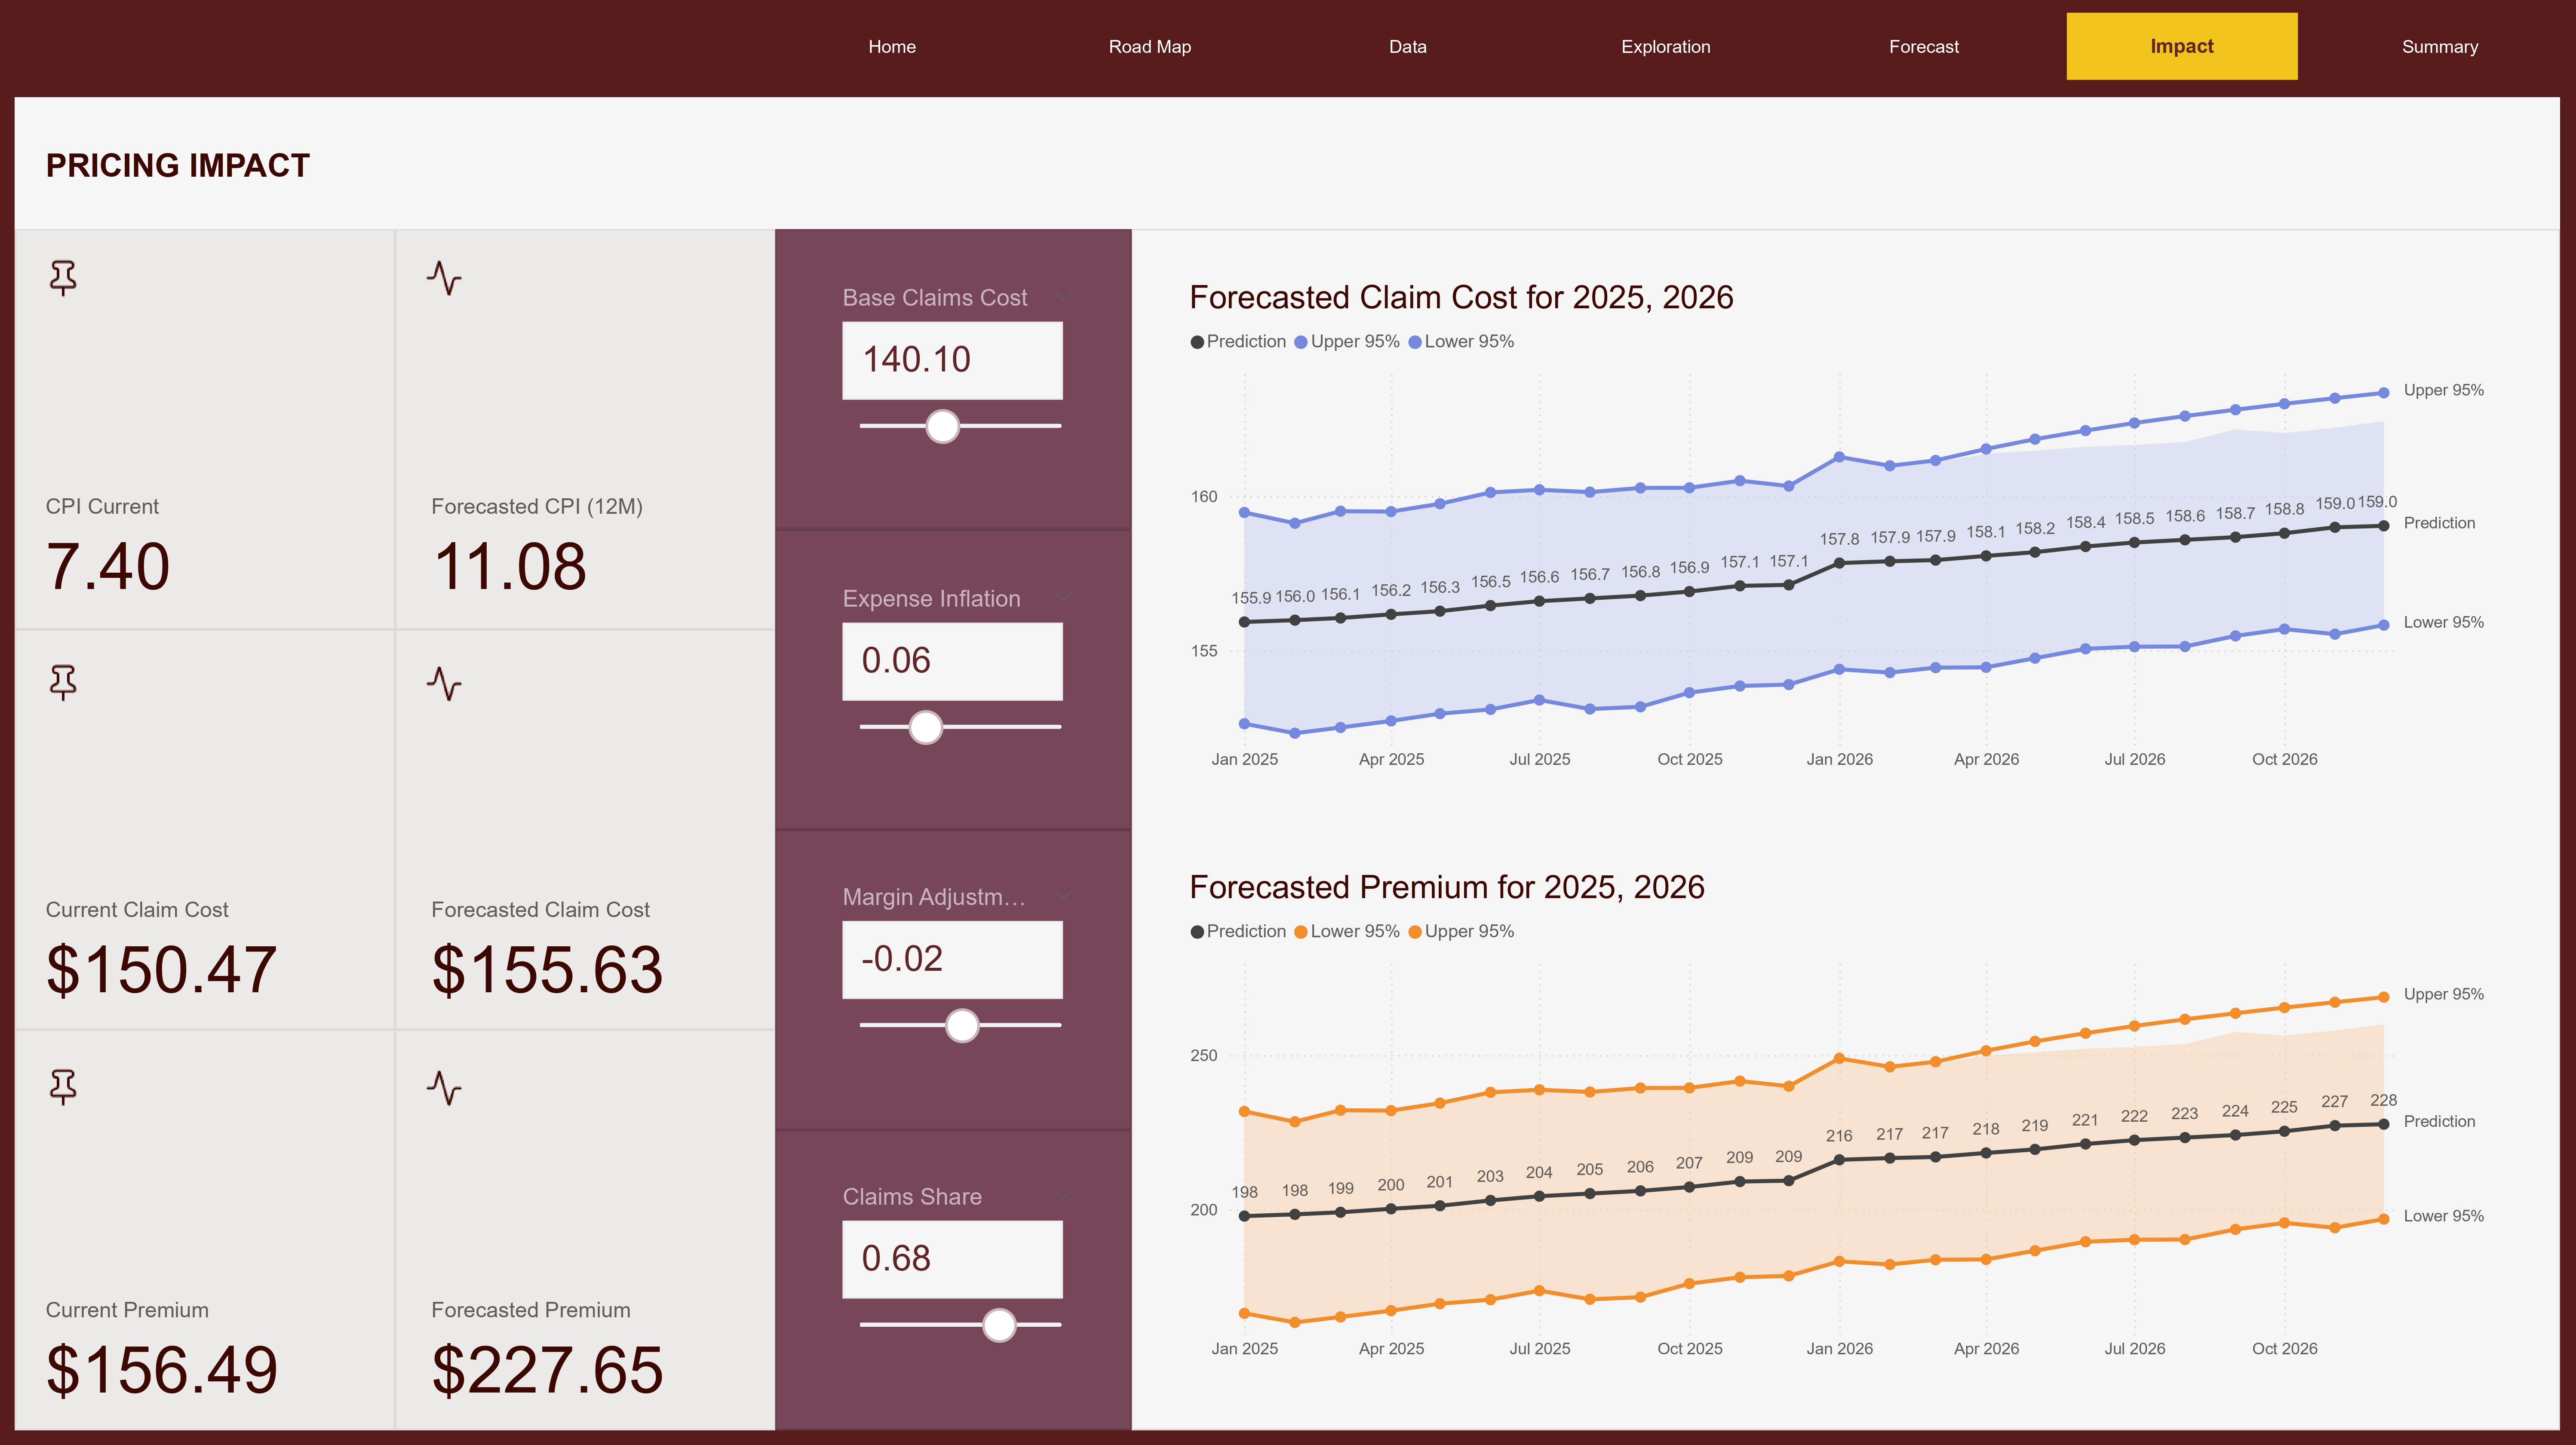 Home Road Map Data Exploration Forecast Impact Summary
PRICING IMPACT
CPI Current
7.40
Forecasted CPI (12M)
11.08
Current Claim Cost
$150.47
Forecasted Claim Cost
$155.63
Current Premium
$156.49
Forecasted Premium
$227.65
Base Claims Cost
140.10
Expense Inflation
0.06
Margin Adjustm…
-0.02
Claims Share
0.68
Forecasted Claim Cost for 2025, 2026
Prediction Upper 95% Lower 95%
Upper 95%
160
155.9 156.0 156.1 156.2 156.3 156.5 156.6 156.7 156.8 156.9 157.1 157.1 157.8 157.9 157.9 158.1 158.2 158.4 158.5 158.6 158.7 158.8 159.0 159.0
Prediction
Lower 95%
155
Jan 2025 Apr 2025 Jul 2025 Oct 2025 Jan 2026 Apr 2026 Jul 2026 Oct 2026
Forecasted Premium for 2025, 2026
Prediction Lower 95% Upper 95%
Upper 95%
250
198 198 199 200 201 203 204 205 206 207 209 209 216 217 217 218 219 221 222 223 224 225 227 228
Prediction
200
Lower 95%
Jan 2025 Apr 2025 Jul 2025 Oct 2025 Jan 2026 Apr 2026 Jul 2026 Oct 2026